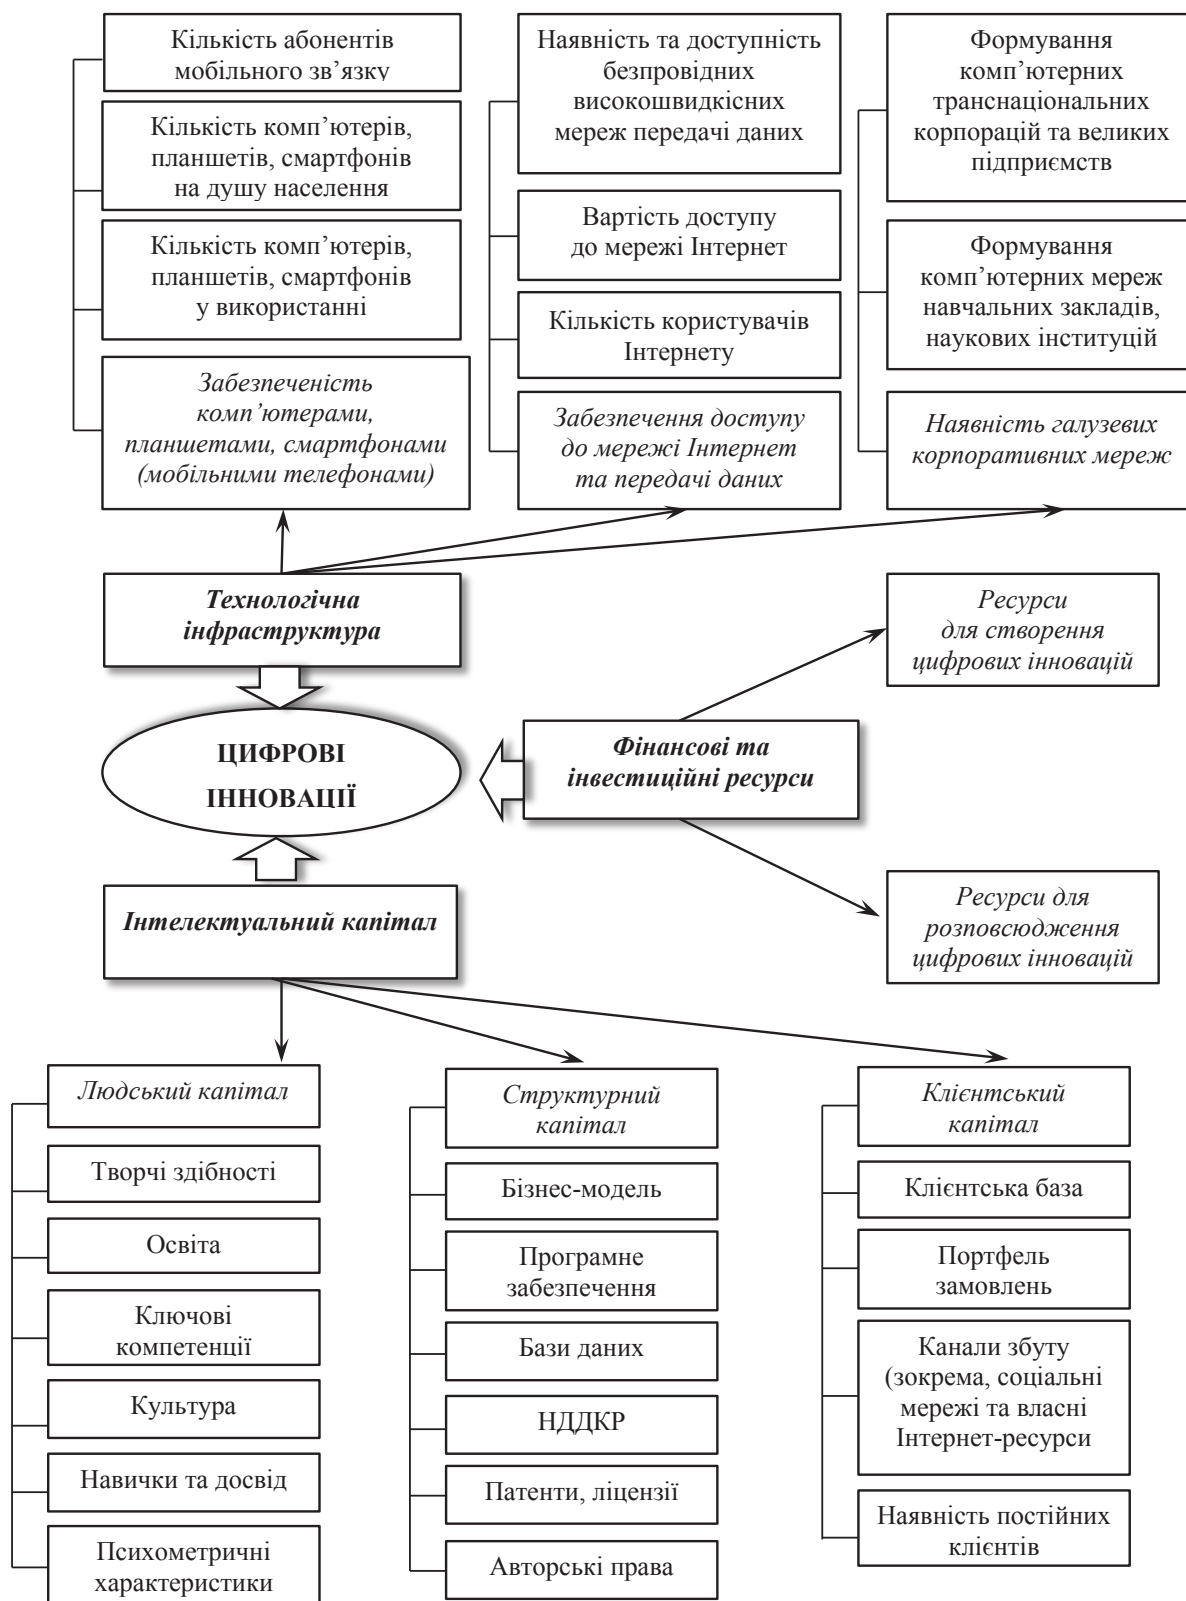 Кількість абонентів
мобільного зв’язку
Кількість комп’ютерів,
планшетів, смартфонів
на душу населення
Кількість комп’ютерів,
планшетів, смартфонів
у використанні
Забезпеченість
комп’ютерами,
планшетами, смартфонами
(мобільними телефонами)
Наявність та доступність
безпровідних
високошвидкісних
мереж передачі даних
Вартість доступу
до мережі Інтернет
Кількість користувачів
Інтернету
Забезпечення доступу
до мережі Інтернет
та передачі даних
Формування
комп’ютерних
транснаціональних
корпорацій та великих
підприємств
Формування
комп’ютерних мереж
навчальних закладів,
наукових інституцій
Наявність галузевих
корпоративних мереж
Технологічна
інфраструктура
Ресурси
для створення
цифрових інновацій
ЦИФРОВІ
ІННОВАЦІЇ
Фінансові та
інвестиційні ресурси
Інтелектуальний капітал
Ресурси для
розповсюдження
цифрових інновацій
Людський капітал
Творчі здібності
Освіта
Ключові
компетенції
Культура
Навички та досвід
Психометричні
характеристики
Структурний
капітал
Бізнес-модель
Програмне
забезпечення
Бази даних
НДДКР
Патенти, ліцензії
Авторські права
Клієнтський
капітал
Клієнтська база
Портфель
замовлень
Канали збуту
(зокрема, соціальні
мережі та власні
Інтернет-ресурси
Наявність постійних
клієнтів